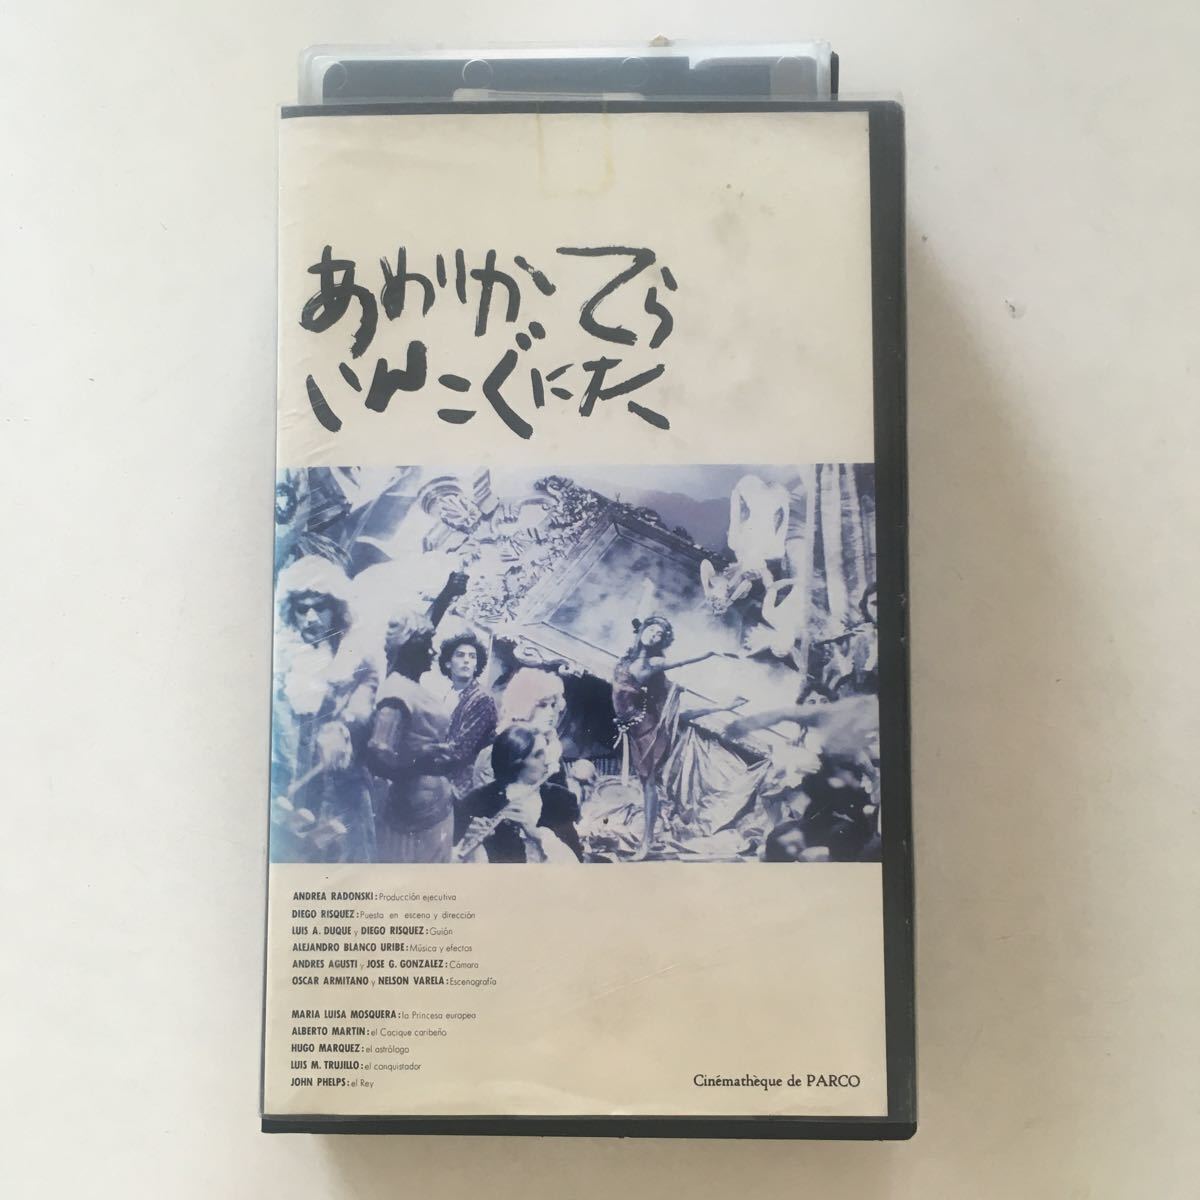 あめりか、てら
いんこぐにた
ANDREA RADONSKI: Producción ejecutiva
DIEGO RISQUEZ: Puesta en escena y dirección
LUIS A. DUQUE y DIEGO RISQUEZ: Guión
ALEJANDRO BLANCO URIBE: Música y efectos
ANDRES AGUSTI y JOSE G. GONZALEZ: Cámara
OSCAR ARMITANO y NELSON VARELA: Escenografía
MARIA LUISA MOSQUERA: la Princesa europea
ALBERTO MARTIN: el Cacique caribeño
HUGO MARQUEZ: el astrólogo
LUIS M. TRUJILLO: el conquistador
JOHN PHELPS: el Rey
Cinémathèque de PARCO